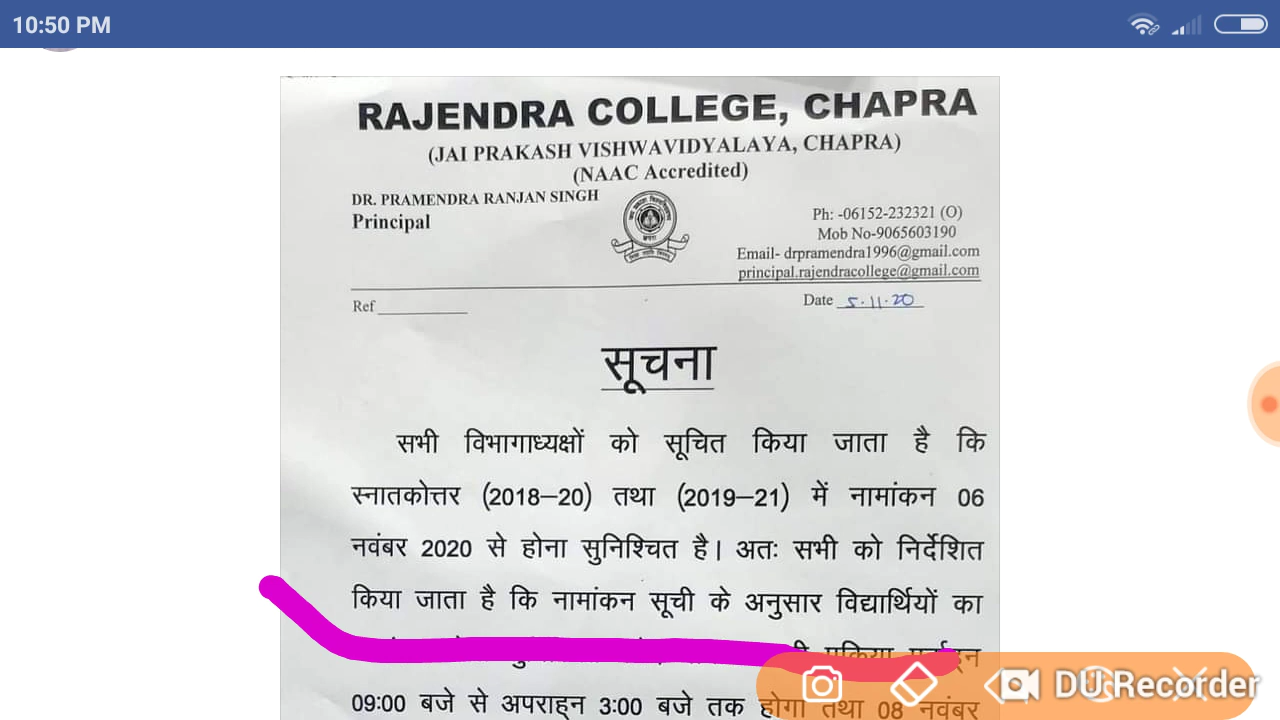 10:50 PM
RAJENDRA COLLEGE, CHAPRA
(JAI PRAKASH VISHWAVIDYALAYA, CHAPRA)
(NAAC Accredited)
DR. PRAMENDRA RANJAN SINGH
Principal
Ph: -06152-232321 (O)
Mob No-9065603190
Email- drpramendra1996@gmail.com
principal.rajendracollege@gmail.com
Ref
Date 5.11.20
सूचना
सभी विभागाध्यक्षों को सूचित किया जाता है कि
स्नातकोत्तर (2018–20) तथा (2019–21) में नामांकन 06
नवंबर 2020 से होना सुनिश्चित है। अतः सभी को निर्देशित
किया जाता है कि नामांकन सूची के अनुसार विद्यार्थियों का
09:00 बजे से अपराह्न 3:00 बजे तक होगा तथा 08 नवंबर
DU Recorder